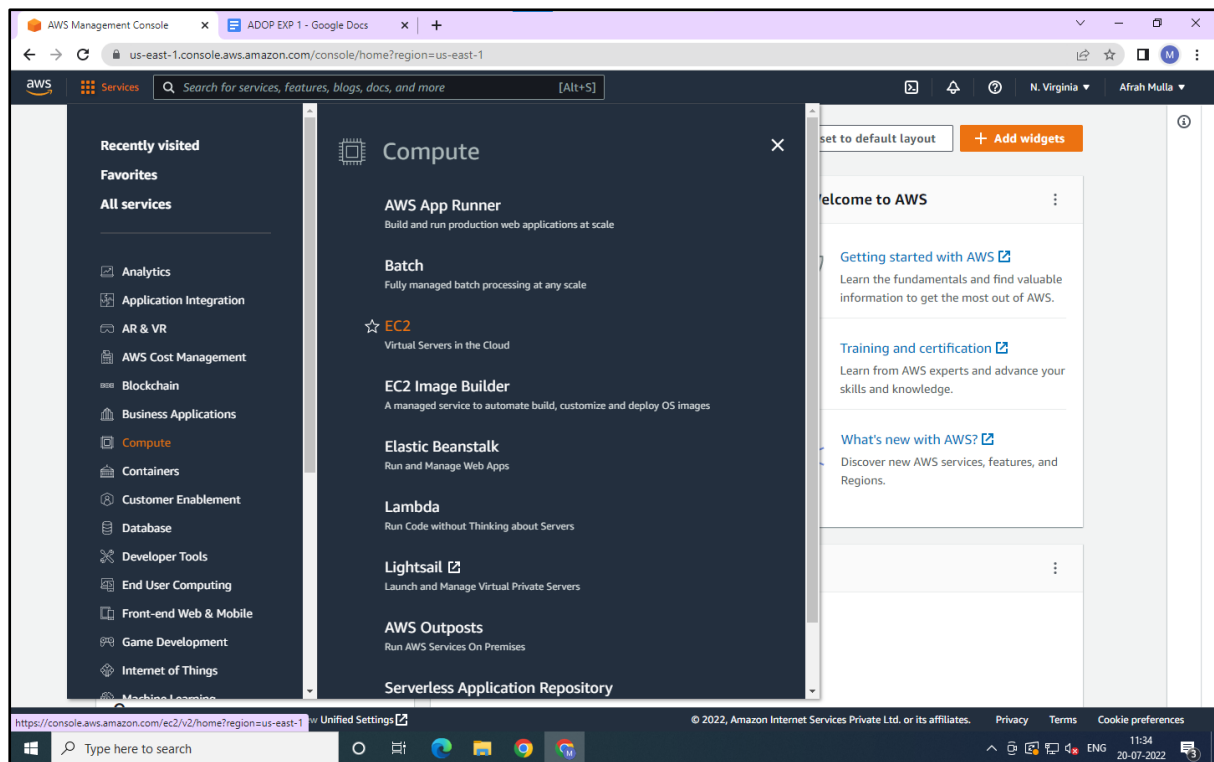 AWS Management Console
ADOP EXP 1 - Google Docs
us-east-1.console.aws.amazon.com/console/home?region=us-east-1
M
aws
Services
Search for services, features, blogs, docs, and more
[Alt+S]
N. Virginia
Afrah Mulla
Recently visited
Favorites
All services
Analytics
Application Integration
AR & VR
AWS Cost Management
Blockchain
Business Applications
Compute
Containers
Customer Enablement
Database
Developer Tools
End User Computing
Front-end Web & Mobile
Game Development
Internet of Things
Machine Learning
Compute
AWS App Runner
Build and run production web applications at scale
Batch
Fully managed batch processing at any scale
EC2
Virtual Servers in the Cloud
EC2 Image Builder
A managed service to automate build, customize and deploy OS images
Elastic Beanstalk
Run and Manage Web Apps
Lambda
Run Code without Thinking about Servers
Lightsail
Launch and Manage Virtual Private Servers
AWS Outposts
Run AWS Services On Premises
Serverless Application Repository
set to default layout
+ Add widgets
elcome to AWS
Getting started with AWS
Learn the fundamentals and find valuable
information to get the most out of AWS.
Training and certification
Learn from AWS experts and advance your
skills and knowledge.
What's new with AWS?
Discover new AWS services, features, and
Regions.
https://console.aws.amazon.com/ec2/v2/home?region=us-east-1
w Unified Settings
© 2022, Amazon Internet Services Private Ltd. or its affiliates.
Privacy
Terms
Cookie preferences
Type here to search
M
ENG
11:34
20-07-2022
3